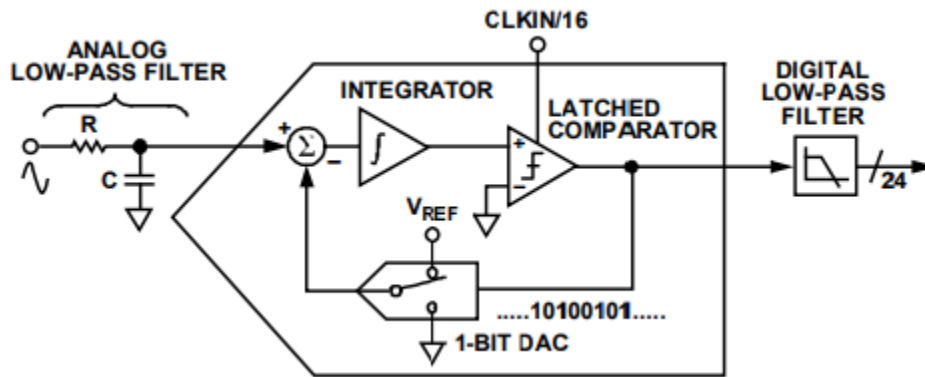 CLKIN/16
ANALOG
LOW-PASS FILTER
R
C
+
Σ
−
INTEGRATOR
∫
LATCHED
COMPARATOR
+
−
DIGITAL
LOW-PASS
FILTER
24
VREF
.....10100101.....
1-BIT DAC